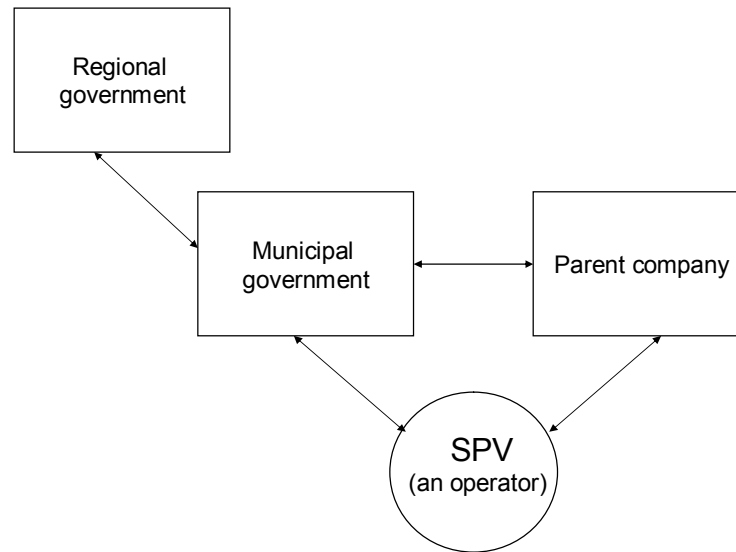 Regional
government
Municipal
government
Parent company
SPV
(an operator)